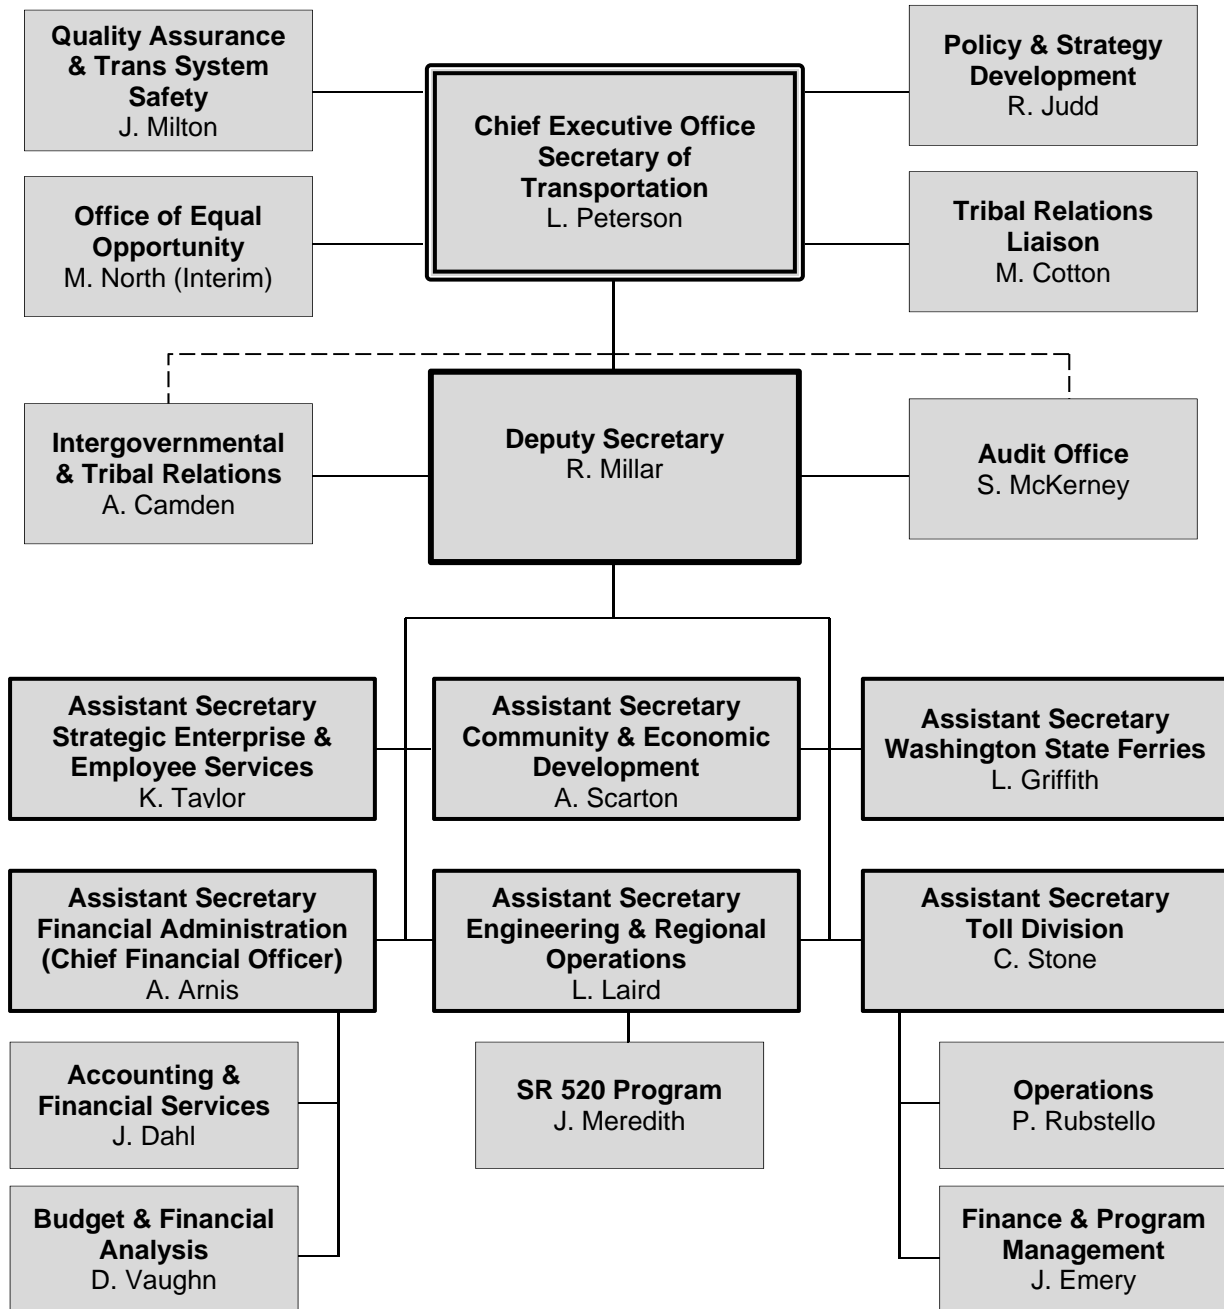 Quality Assurance
& Trans System
Safety
J. Milton
Chief Executive Office
Secretary of
Transportation
L. Peterson
Policy & Strategy
Development
R. Judd
Office of Equal
Opportunity
M. North (Interim)
Tribal Relations
Liaison
M. Cotton
Intergovernmental
& Tribal Relations
A. Camden
Deputy Secretary
R. Millar
Audit Office
S. McKerney
Assistant Secretary
Strategic Enterprise &
Employee Services
K. Taylor
Assistant Secretary
Community & Economic
Development
A. Scarton
Assistant Secretary
Washington State Ferries
L. Griffith
Assistant Secretary
Financial Administration
(Chief Financial Officer)
A. Arnis
Assistant Secretary
Engineering & Regional
Operations
L. Laird
Assistant Secretary
Toll Division
C. Stone
Accounting &
Financial Services
J. Dahl
SR 520 Program
J. Meredith
Operations
P. Rubstello
Budget & Financial
Analysis
D. Vaughn
Finance & Program
Management
J. Emery